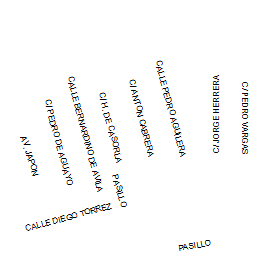 AV. JAPON
C/ PEDRO DE AGUAYO
CALLE BERNARDINO DE AVILA
C/ H. DE CASORLA
PASILLO
C/ ANTON CABRERA
CALLE PEDRO AGUILERA
C/ JORGE HERRERA
C/ PEDRO VARGAS
CALLE DIEGO TORREZ
PASILLO